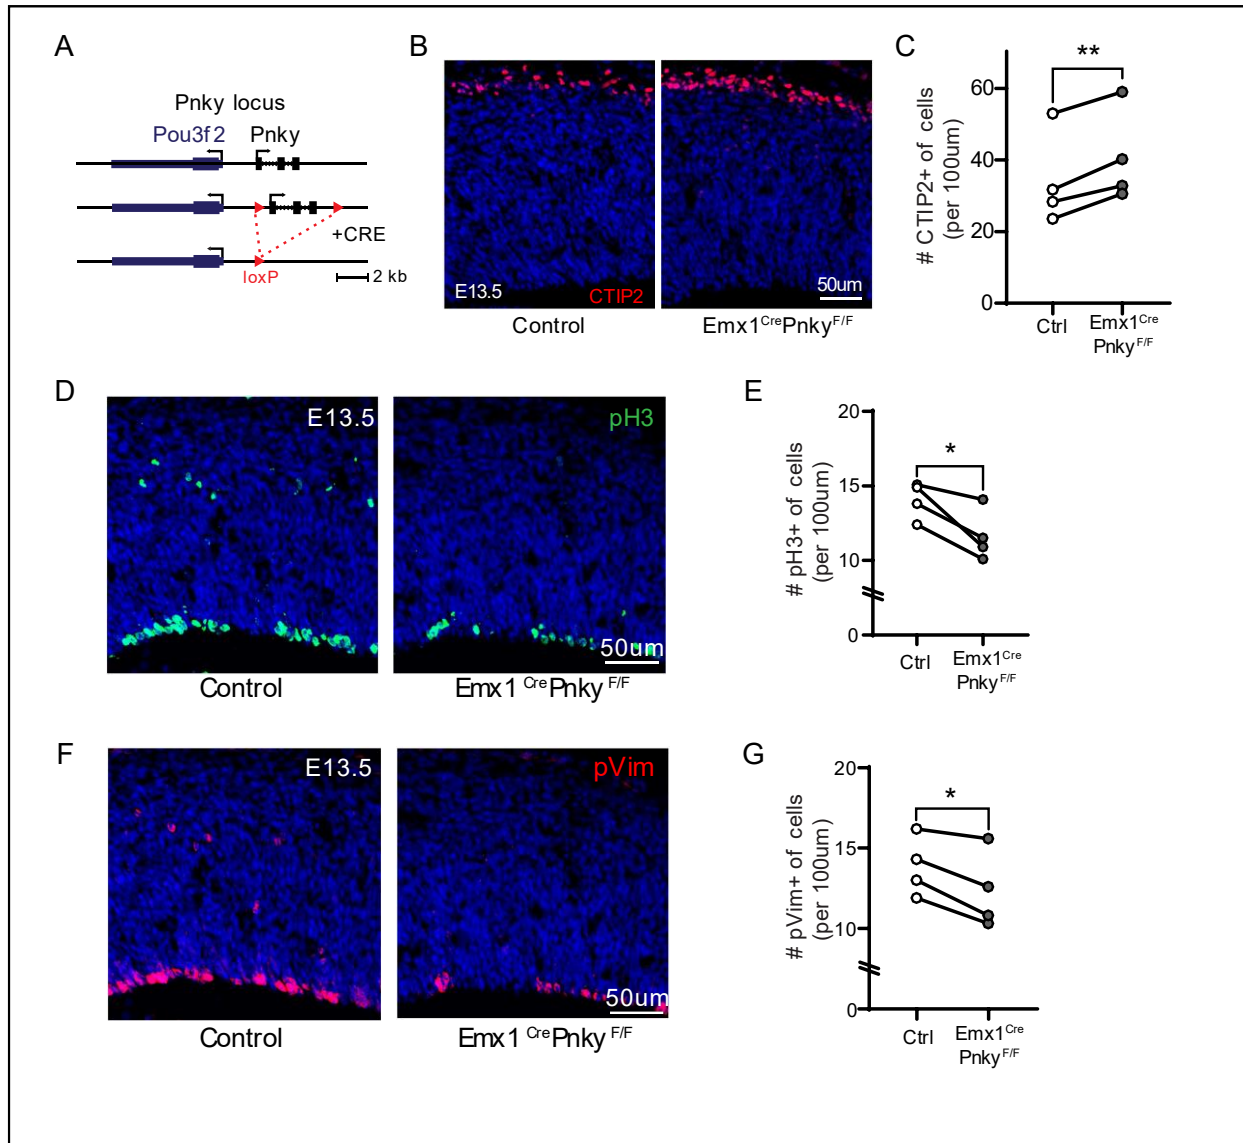 A
Pnky locus
Pou3f2 Pnky
+CRE
loxP
2 kb
B
E13.5
CTIP2
50um
Control
Emx1CrePnkyF/F
C
**
# CTIP2+ of cells
(per 100um)
60
40
20
0
Ctrl
Emx1Cre
PnkyF/F
D
E13.5
pH3
50um
Control
Emx1 CrePnky F/F
E
*
# pH3+ of cells
(per 100um)
20
15
10
0
Ctrl
Emx1Cre
PnkyF/F
F
E13.5
pVim
50um
Control
Emx1 CrePnky F/F
G
*
# pVim+ of cells
(per 100um)
20
15
10
0
Ctrl
Emx1Cre
PnkyF/F